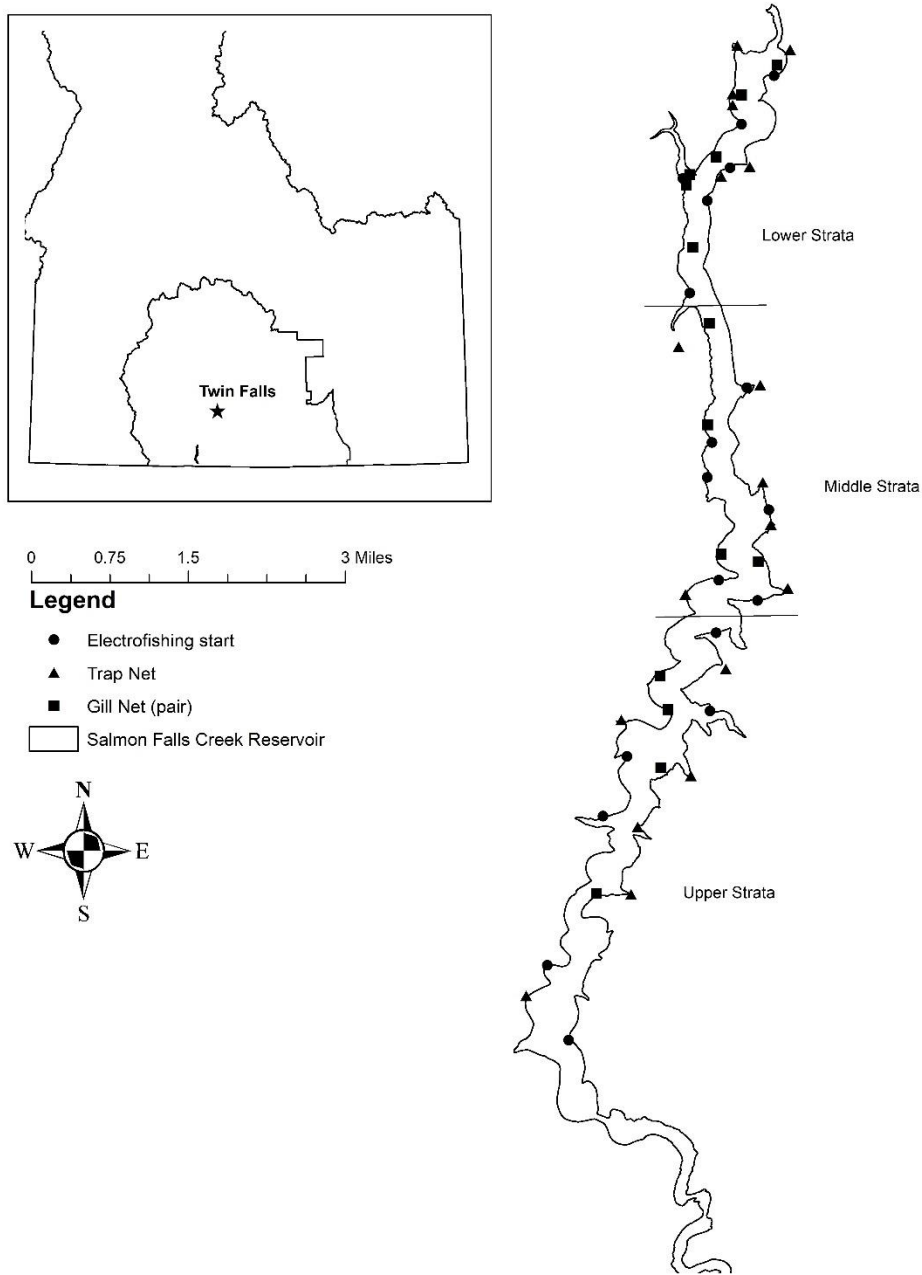 Twin Falls
0 0.75 1.5 3 Miles
Legend
Electrofishing start
Trap Net
Gill Net (pair)
Salmon Falls Creek Reservoir
N
W E
S
Lower Strata
Middle Strata
Upper Strata